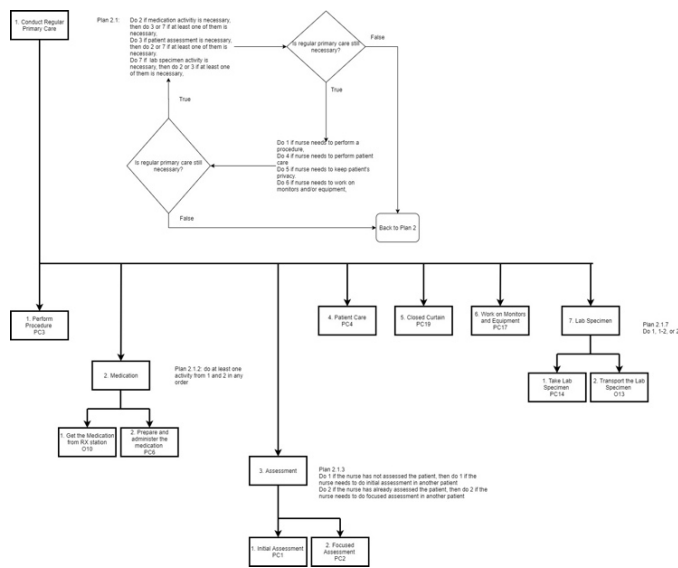 1. Conduct Regular
Primary Care
Plan 2.1:
Do 2 if medication activity is necessary,
then do 3 or 7 if at least one of them is
necessary,
Do 3 if patient assessment is necessary,
then do 2 or 7 if at least one of them is
necessary.
Do 7 if lab specimen activity is
necessary, then do 2 or 3 if at least one
of them is necessary,
Is regular primary care still
necessary?
False
True
True
Do 1 if nurse needs to perform a
procedure,
Do 4 if nurse needs to perform patient
care
Do 5 if nurse needs to keep patient's
privacy.
Do 6 if nurse needs to work on
monitors and/or equipment,
Is regular primary care still
necessary?
False
Back to Plan 2
1. Perform
Procedure
PC3
4. Patient Care
PC4
5. Closed Curtain
PC19
6. Work on Monitors
and Equipment
PC17
7. Lab Specimen
Plan 2.1.7
Do 1, 1-2, or 2
2. Medication
Plan 2.1.2: do at least one
activity from 1 and 2 in any
order
1. Take Lab
Specimen
PC14
2. Transport the Lab
Specimen
O13
1. Get the Medication
from RX station
O10
2. Prepare and
administer the
medication
PC6
3. Assessment
Plan 2.1.3
Do 1 if the nurse has not assessed the patient, then do 1 if the
nurse needs to do initial assessment in another patient
Do 2 if the nurse has already assessed the patient, then do 2 if the
nurse needs to do focused assessment in another patient
1. Initial Assessment
PC1
2. Focused
Assessment
PC2